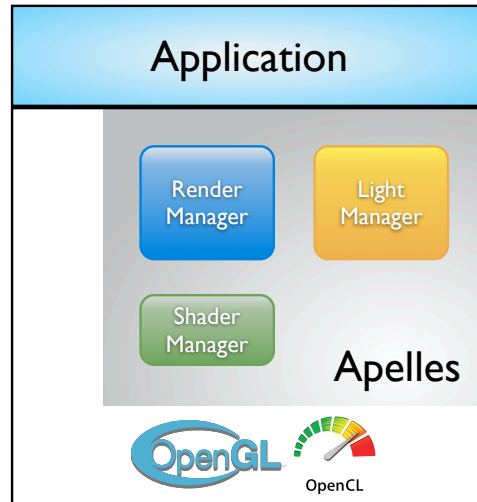 Application
Render
Manager
Light
Manager
Shader
Manager
Apelles
OpenGL
OpenCL